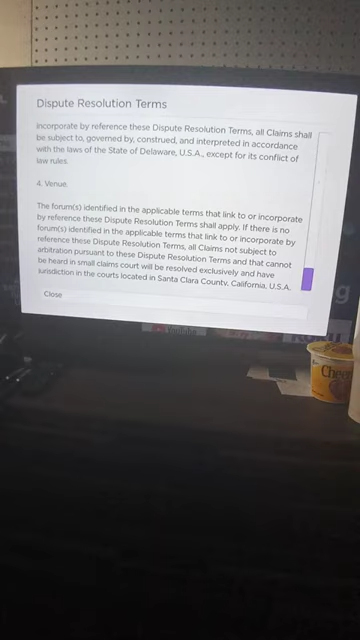 Dispute Resolution Terms
incorporate by reference these Dispute Resolution Terms, all Claims shall
be subject to, governed by, construed, and interpreted in accordance
with the laws of the State of Delaware, U.S.A., except for its conflict of
law rules.
4. Venue.
The forum(s) identified in the applicable terms that link to or incorporate
by reference these Dispute Resolution Terms shall apply. If there is no
forum(s) identified in the applicable terms that link to or incorporate by
reference these Dispute Resolution Terms, all Claims not subject to
arbitration pursuant to these Dispute Resolution Terms and that cannot
be heard in small claims court will be resolved exclusively and have
jurisdiction in the courts located in Santa Clara County, California, U.S.A.
Close
YouTube
Chee